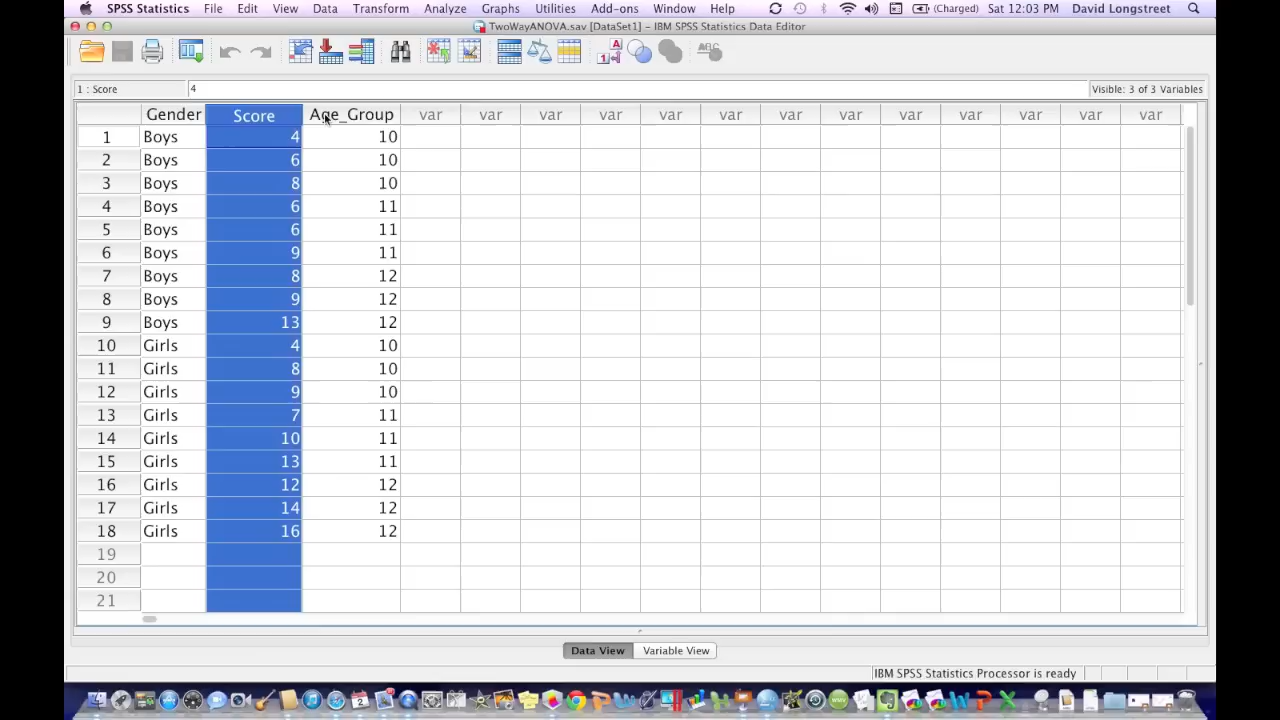 SPSS Statistics File Edit View Data Transform Analyze Graphs Utilities Add-ons Window Help (Charged) Sat 12:03 PM David Longstreet
TwoWayANOVA.sav [DataSet1] — IBM SPSS Statistics Data Editor
1 : Score 4 Visible: 3 of 3 Variables
Gender Score Age_Group var var var var var var var var var var var var var
1 Boys 4 10
2 Boys 6 10
3 Boys 8 10
4 Boys 6 11
5 Boys 6 11
6 Boys 9 11
7 Boys 8 12
8 Boys 9 12
9 Boys 13 12
10 Girls 4 10
11 Girls 8 10
12 Girls 9 10
13 Girls 7 11
14 Girls 10 11
15 Girls 13 11
16 Girls 12 12
17 Girls 14 12
18 Girls 16 12
19
20
21
Data View Variable View
IBM SPSS Statistics Processor is ready